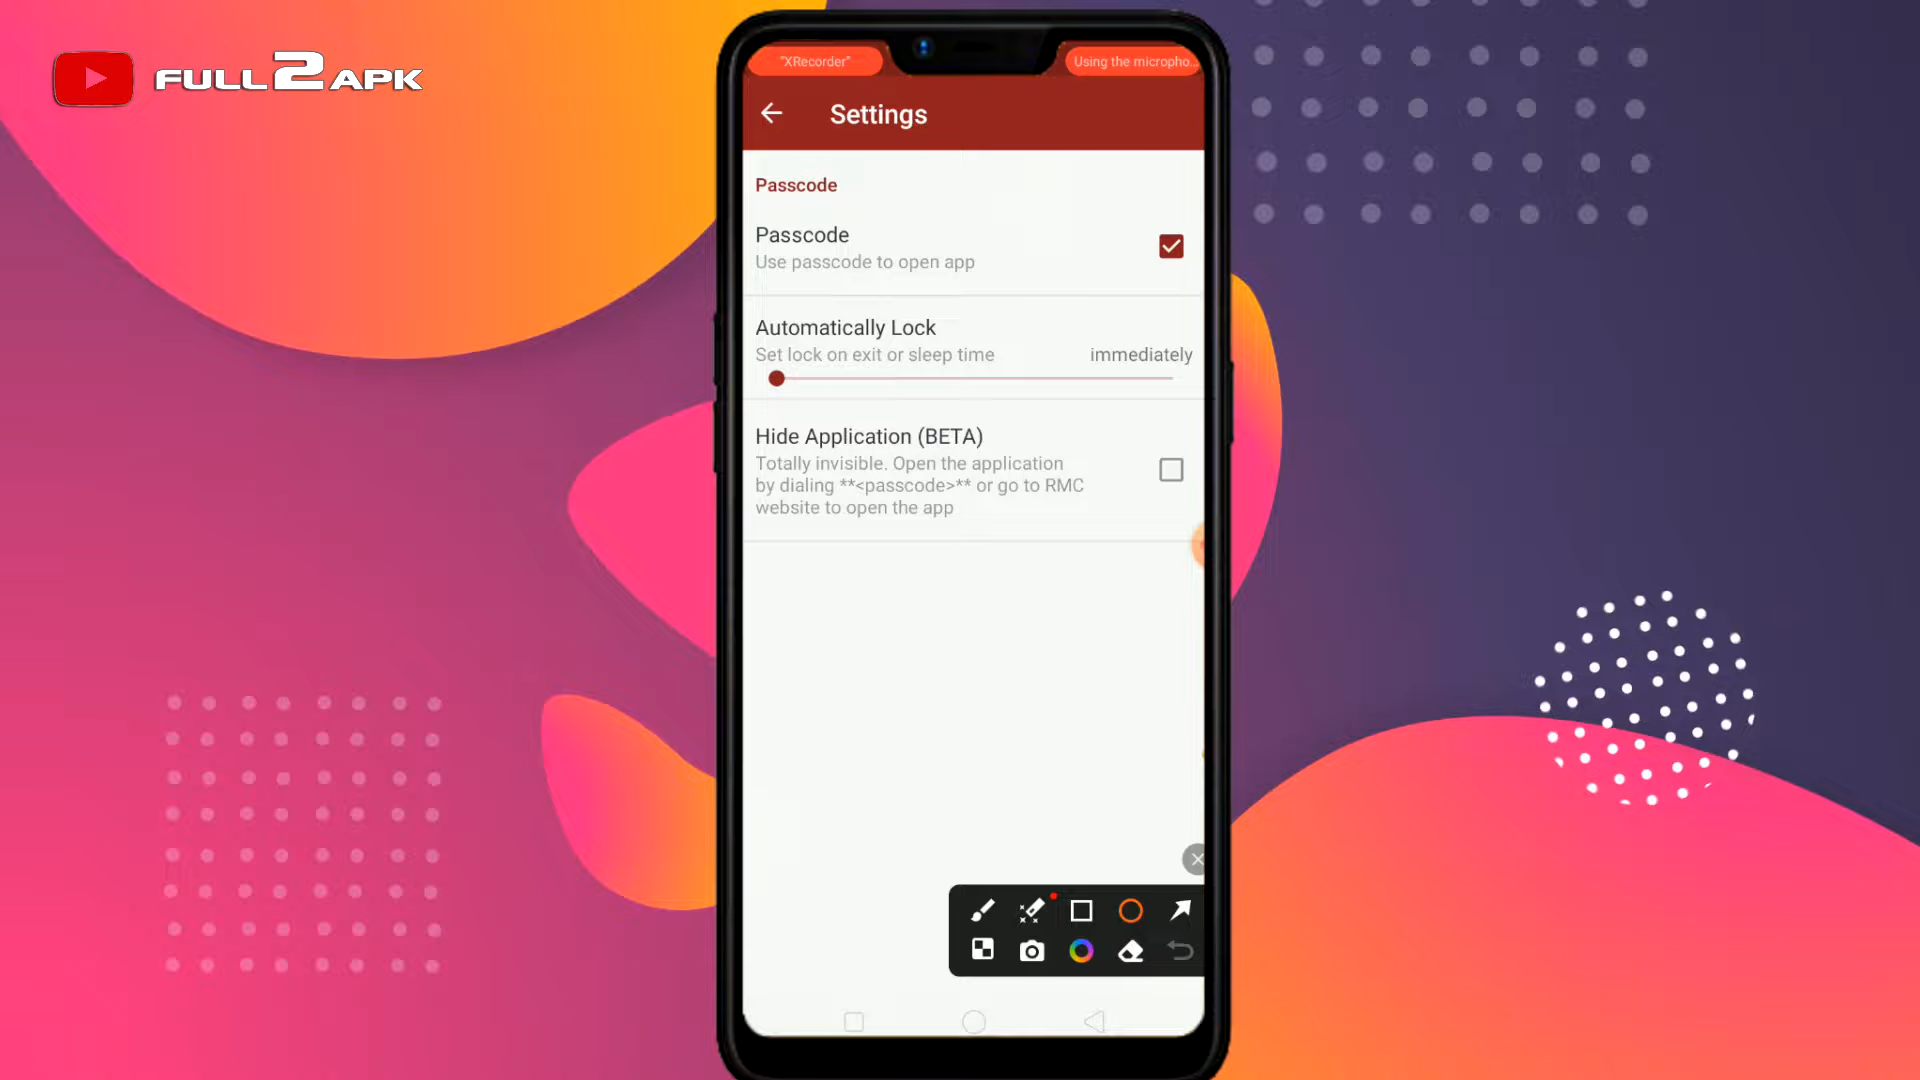 FULL2APK
"XRecorder"
Using the micropho...
Settings
Passcode
Passcode
Use passcode to open app
Automatically Lock
Set lock on exit or sleep time
immediately
Hide Application (BETA)
Totally invisible. Open the application
by dialing **<passcode>** or go to RMC
website to open the app